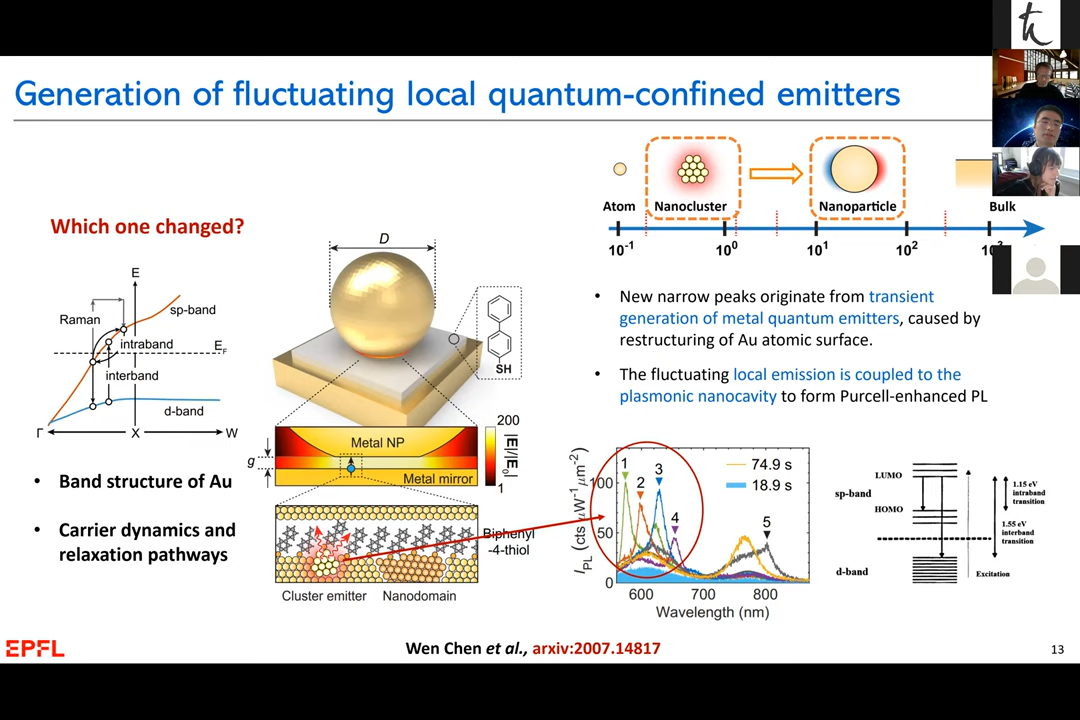 Generation of fluctuating local quantum-confined emitters
Which one changed?
E
sp-band
Raman
intraband
E_F
interband
d-band
Γ
X
W
• Band structure of Au
• Carrier dynamics and
relaxation pathways
D
SH
g
Metal NP
Metal mirror
200
|E|/|E₀|
1
Biphenyl
-4-thiol
Cluster emitter
Nanodomain
Atom
Nanocluster
Nanoparticle
Bulk
10⁻¹
10⁰
10¹
10²
10³
• New narrow peaks originate from transient
generation of metal quantum emitters, caused by
restructuring of Au atomic surface.
• The fluctuating local emission is coupled to the
plasmonic nanocavity to form Purcell-enhanced PL
I_PL (cts μW⁻¹ μm⁻²)
100
50
0
1
2
3
4
5
74.9 s
18.9 s
600
700
800
Wavelength (nm)
LUMO
sp-band
HOMO
d-band
1.15 eV
intraband
transition
1.55 eV
interband
transition
Excitation
EPFL
Wen Chen et al., arxiv:2007.14817
13